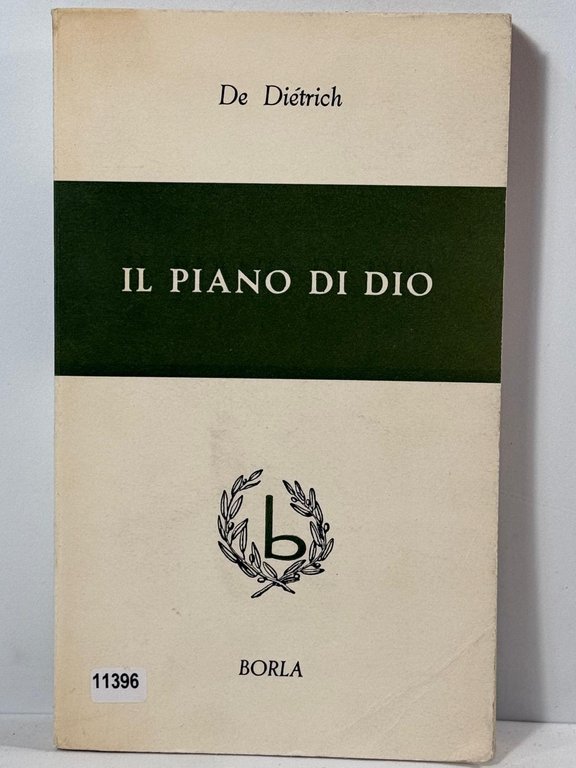 De Diétrich
IL PIANO DI DIO
b
BORLA
11396